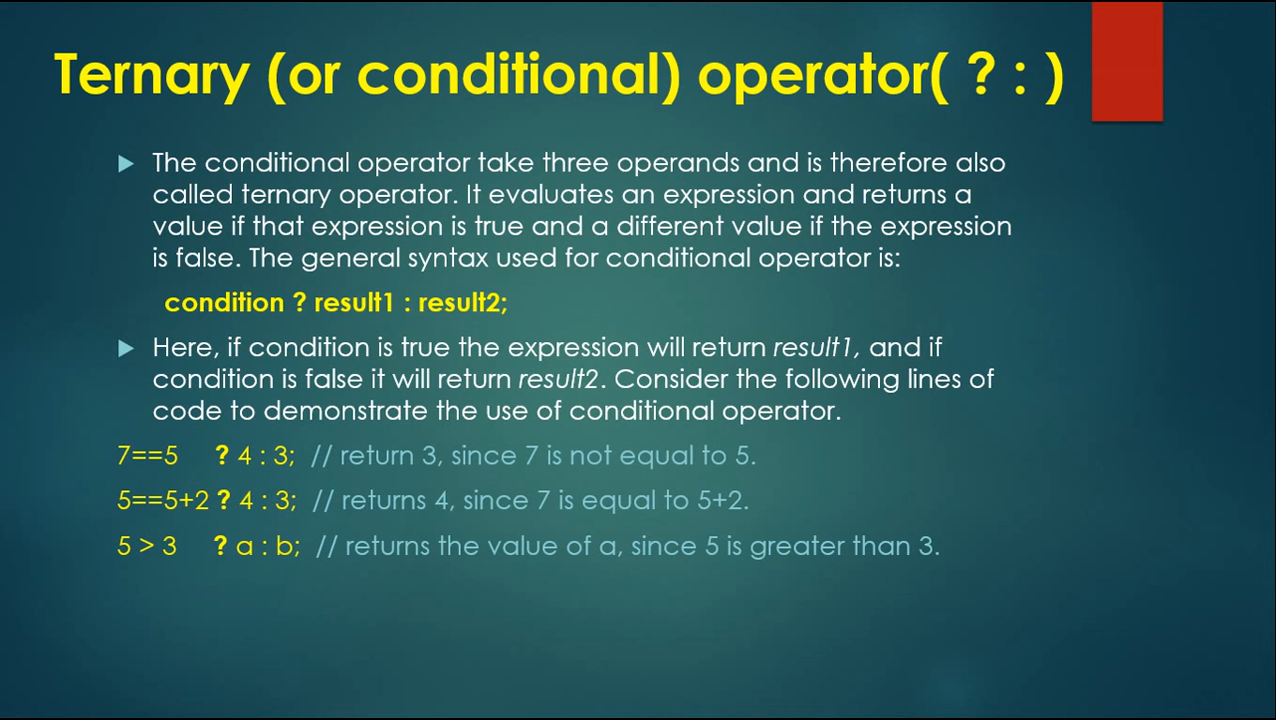 Ternary (or conditional) operator( ? : )
The conditional operator take three operands and is therefore also
called ternary operator. It evaluates an expression and returns a
value if that expression is true and a different value if the expression
is false. The general syntax used for conditional operator is:
condition ? result1 : result2;
Here, if condition is true the expression will return result1, and if
condition is false it will return result2. Consider the following lines of
code to demonstrate the use of conditional operator.
7==5 ? 4 : 3; // return 3, since 7 is not equal to 5.
5==5+2 ? 4 : 3; // returns 4, since 7 is equal to 5+2.
5 > 3 ? a : b; // returns the value of a, since 5 is greater than 3.